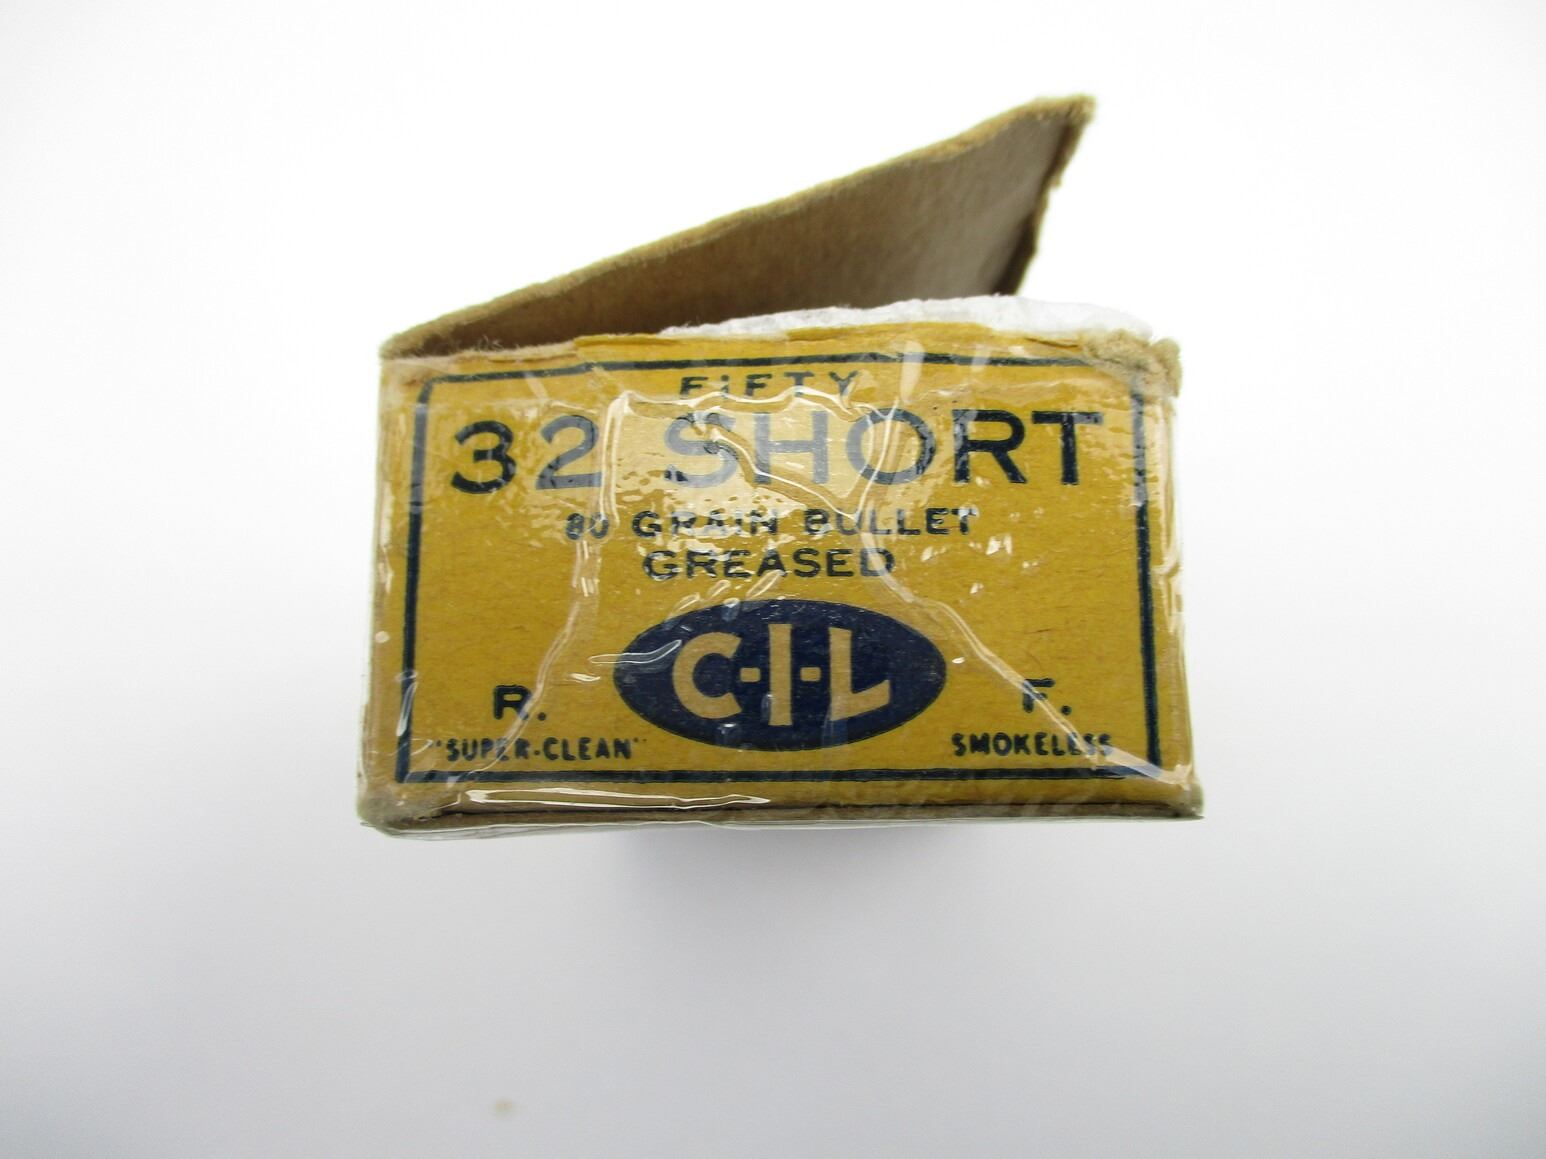 FIFTY
32 SHORT
80 GRAIN BULLET
GREASED
C·I·L
R. F.
"SUPER-CLEAN" SMOKELESS